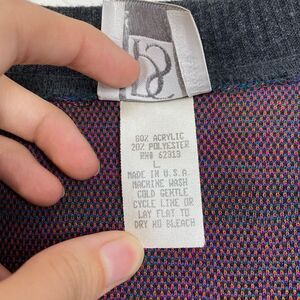 60% ACRYLIC
20% POLYESTER
RN# 62313
L
MADE IN U.S.A
MACHINE WASH
COLD GENTLE
CYCLE LINE OR
LAY FLAT TO
DRY NO BLEACH